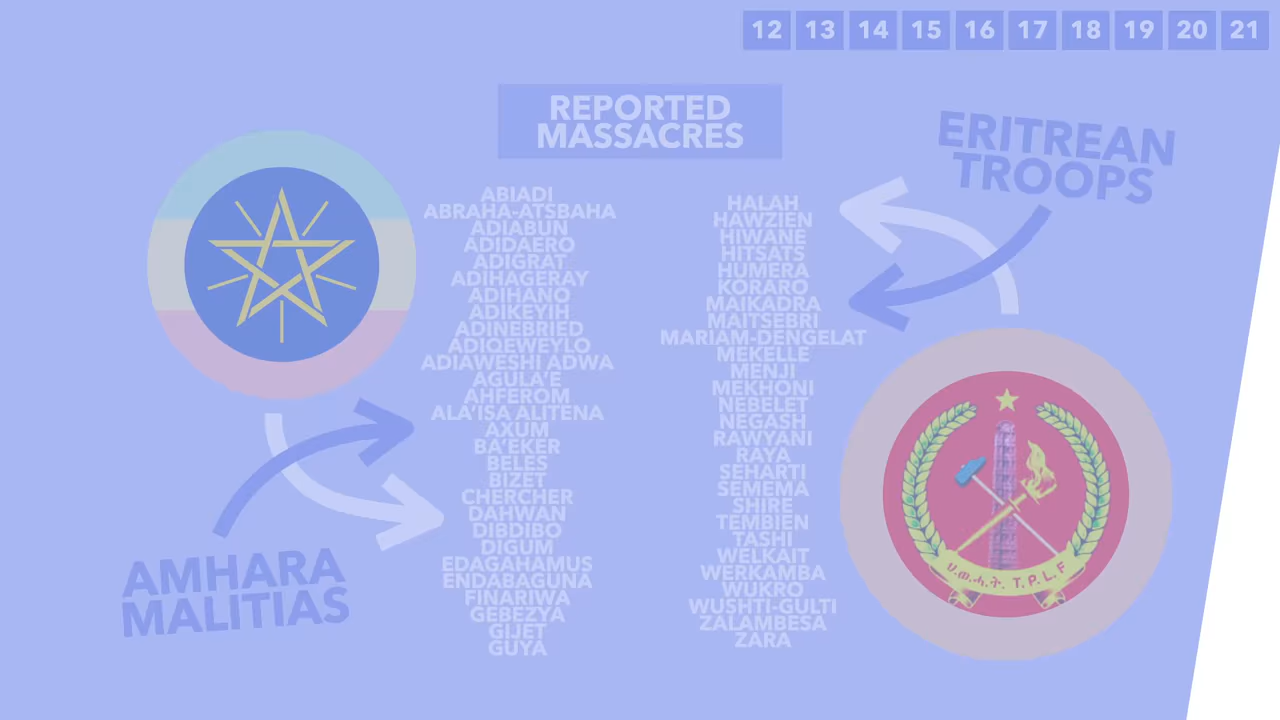 12 13 14 15 16 17 18 19 20 21
REPORTED
MASSACRES
ERITREAN
TROOPS
ABIADI
ABRAHA-ATSBAHA
ADIABUN
ADIDAERO
ADIGRAT
ADIHAGERAY
ADIHANO
ADIKEYIH
ADINEBRIED
ADIQEWEYLO
ADIAWESHI ADWA
AGULA'E
AHFEROM
ALA'ISA ALITENA
AXUM
BA'EKER
BELES
BIZET
CHERCHER
DAHWAN
DIBDIBO
DIGUM
EDAGAHAMUS
ENDABAGUNA
FINARIWA
GEBEZYA
GIJET
GUYA
HALAH
HAWZIEN
HIWANE
HITSATS
HUMERA
KORARO
MAIKADRA
MAITSEBRI
MARIAM-DENGELAT
MEKELLE
MENJI
MEKHONI
NEBELET
NEGASH
RAWYANI
RAYA
SEHARTI
SEMEMA
SHIRE
TEMBIEN
TASHI
WELKAIT
WERKAMBA
WUKRO
WUSHTI-GULTI
ZALAMBESA
ZARA
AMHARA
MALITIAS
ህ.ወ.ሓ.ት. T.P.L.F